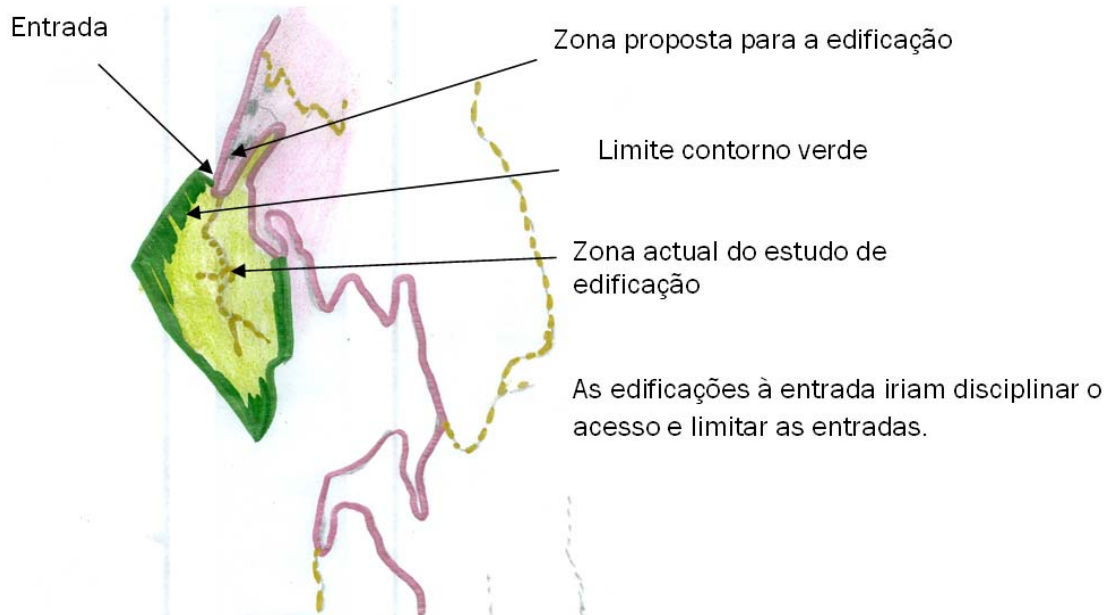 Entrada
Zona proposta para a edificação
Limite contorno verde
Zona actual do estudo de
edificação
As edificações à entrada iriam disciplinar o
acesso e limitar as entradas.